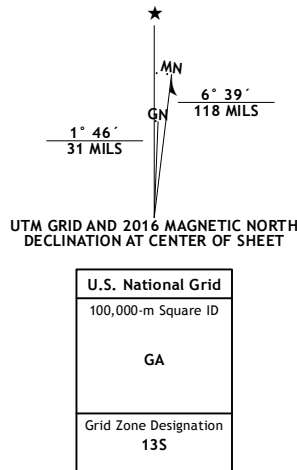 ★
MN
GN
6° 39´
118 MILS
1° 46´
31 MILS
UTM GRID AND 2016 MAGNETIC NORTH
DECLINATION AT CENTER OF SHEET
U.S. National Grid
100,000-m Square ID
GA
Grid Zone Designation
13S